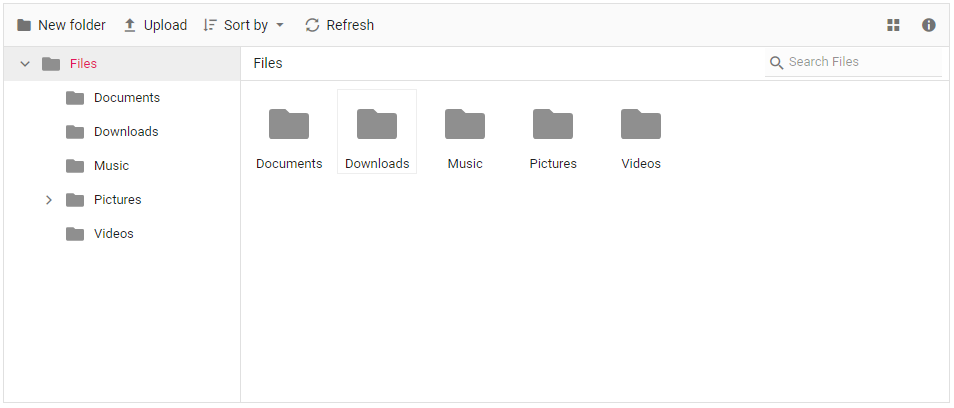 New folder Upload Sort by Refresh
Files
Documents
Downloads
Music
Pictures
Videos
Files Search Files
Documents Downloads Music Pictures Videos